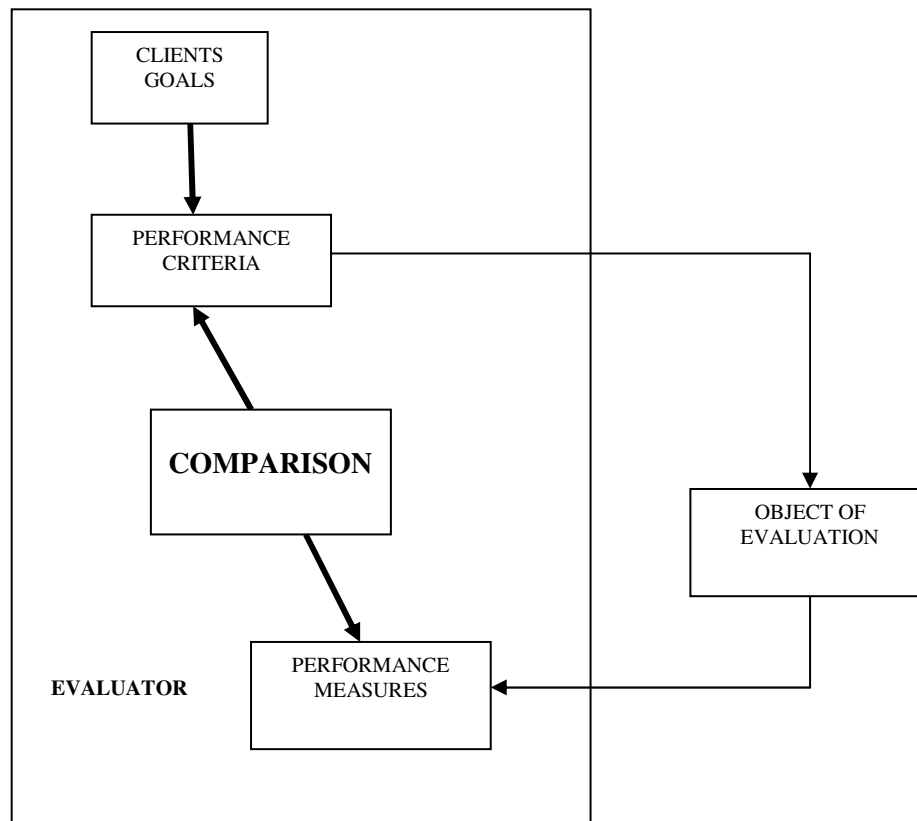 CLIENTS
GOALS
PERFORMANCE
CRITERIA
COMPARISON
OBJECT OF
EVALUATION
PERFORMANCE
MEASURES
EVALUATOR